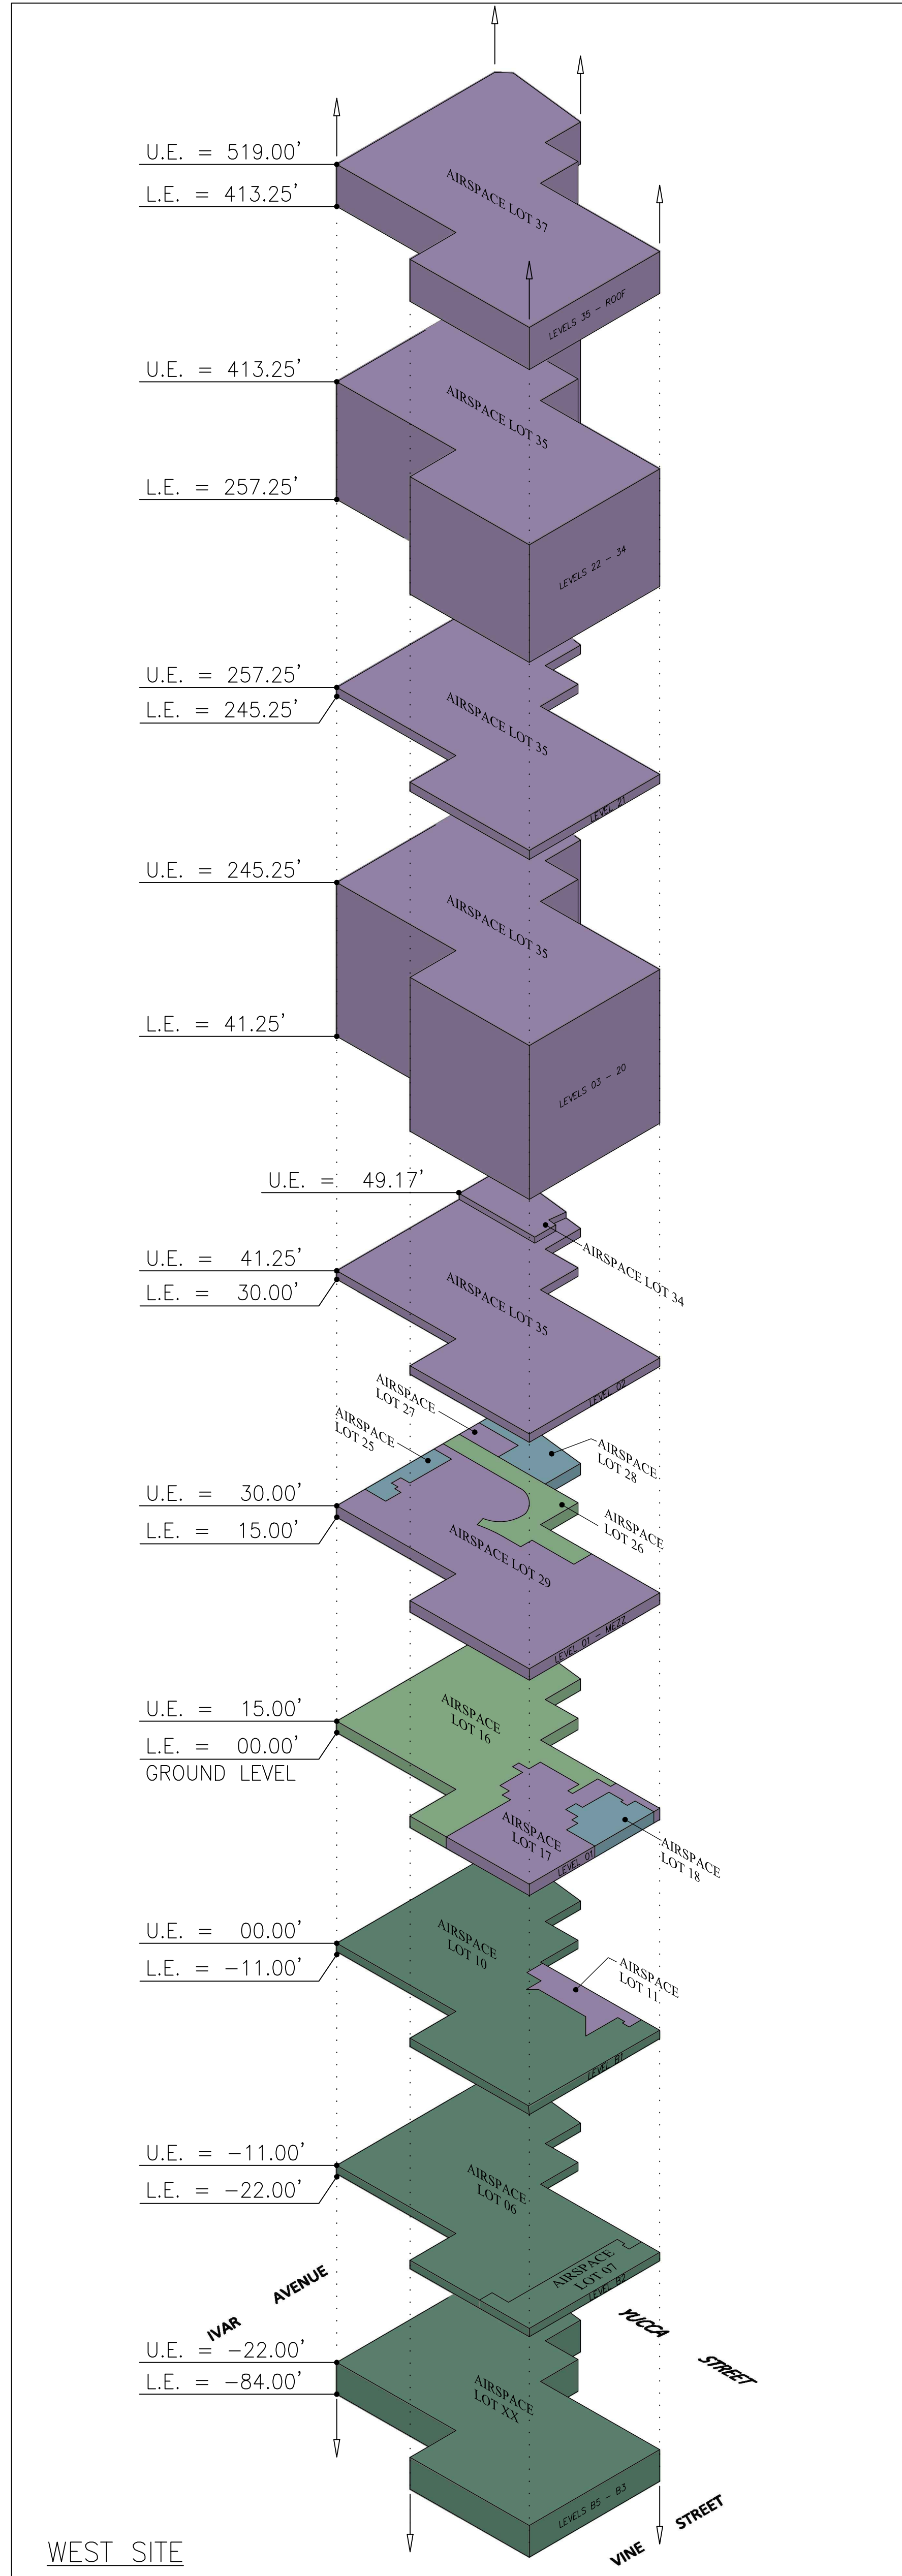 U.E. = 519.00'
L.E. = 413.25'
AIRSPACE LOT 37
LEVELS 35 - ROOF
U.E. = 413.25'
AIRSPACE LOT 35
L.E. = 257.25'
LEVELS 22 - 34
U.E. = 257.25'
L.E. = 245.25'
AIRSPACE LOT 35
LEVEL 21
U.E. = 245.25'
AIRSPACE LOT 35
L.E. = 41.25'
LEVELS 03 - 20
U.E. = 49.17'
AIRSPACE LOT 34
U.E. = 41.25'
L.E. = 30.00'
AIRSPACE LOT 35
LEVEL 02
AIRSPACE
LOT 27
AIRSPACE
LOT 25
AIRSPACE
LOT 28
U.E. = 30.00'
L.E. = 15.00'
AIRSPACE
LOT 26
AIRSPACE LOT 29
LEVEL 01 - MEZZ
U.E. = 15.00'
L.E. = 00.00'
GROUND LEVEL
AIRSPACE
LOT 16
AIRSPACE
LOT 17
AIRSPACE
LOT 18
LEVEL 01
U.E. = 00.00'
L.E. = -11.00'
AIRSPACE
LOT 10
AIRSPACE
LOT 11
LEVEL B1
U.E. = -11.00'
L.E. = -22.00'
AIRSPACE
LOT 06
AIRSPACE
LOT 07
LEVEL B2
IVAR AVENUE
YUCCA STREET
U.E. = -22.00'
L.E. = -84.00'
AIRSPACE
LOT XX
LEVELS B5 - B3
VINE STREET
WEST SITE